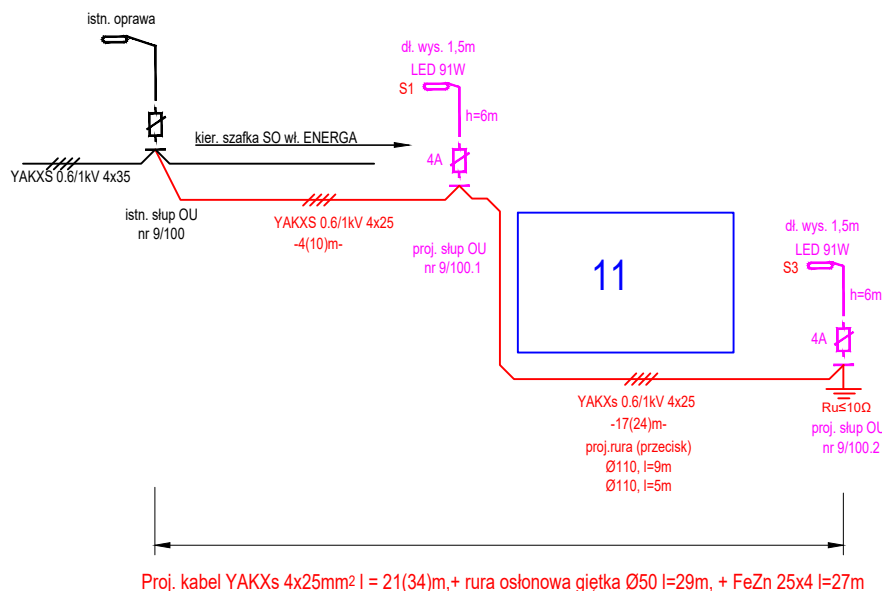 istn. oprawa
dł. wys. 1,5m
LED 91W
S1
h=6m
kier. szafka SO wł. ENERGA
4A
YAKXS 0.6/1kV 4x35
istn. słup OU
nr 9/100
YAKXS 0.6/1kV 4x25
-4(10)m-
proj. słup OU
nr 9/100.1
11
dł. wys. 1,5m
LED 91W
S3
h=6m
4A
YAKXs 0.6/1kV 4x25
-17(24)m-
proj.rura (przecisk)
Ø110, l=9m
Ø110, l=5m
Ru≤10Ω
proj. słup OU
nr 9/100.2
Proj. kabel YAKXs 4x25mm² l = 21(34)m,+ rura osłonowa giętka Ø50 l=29m, + FeZn 25x4 l=27m